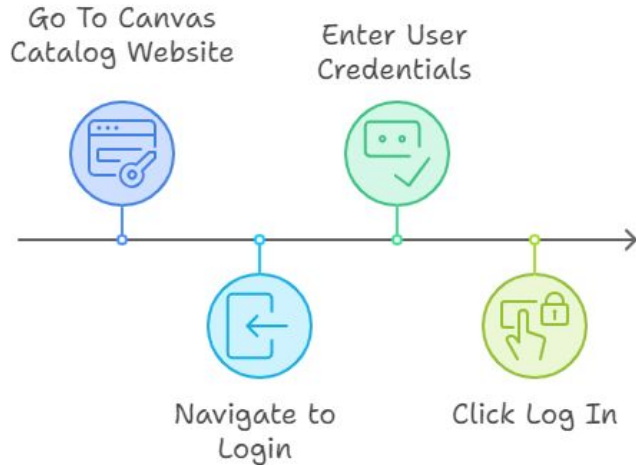 Go To Canvas
Catalog Website
Navigate to
Login
Enter User
Credentials
Click Log In